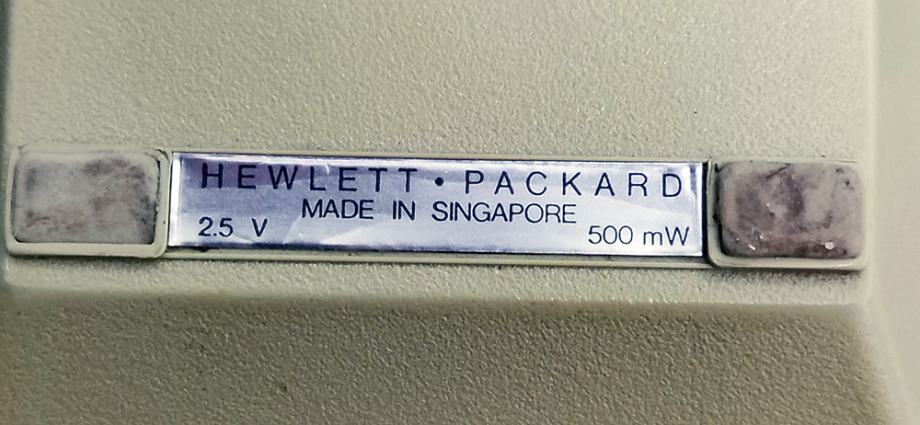 HEWLETT • PACKARD
MADE IN SINGAPORE
2.5 V 500 mW